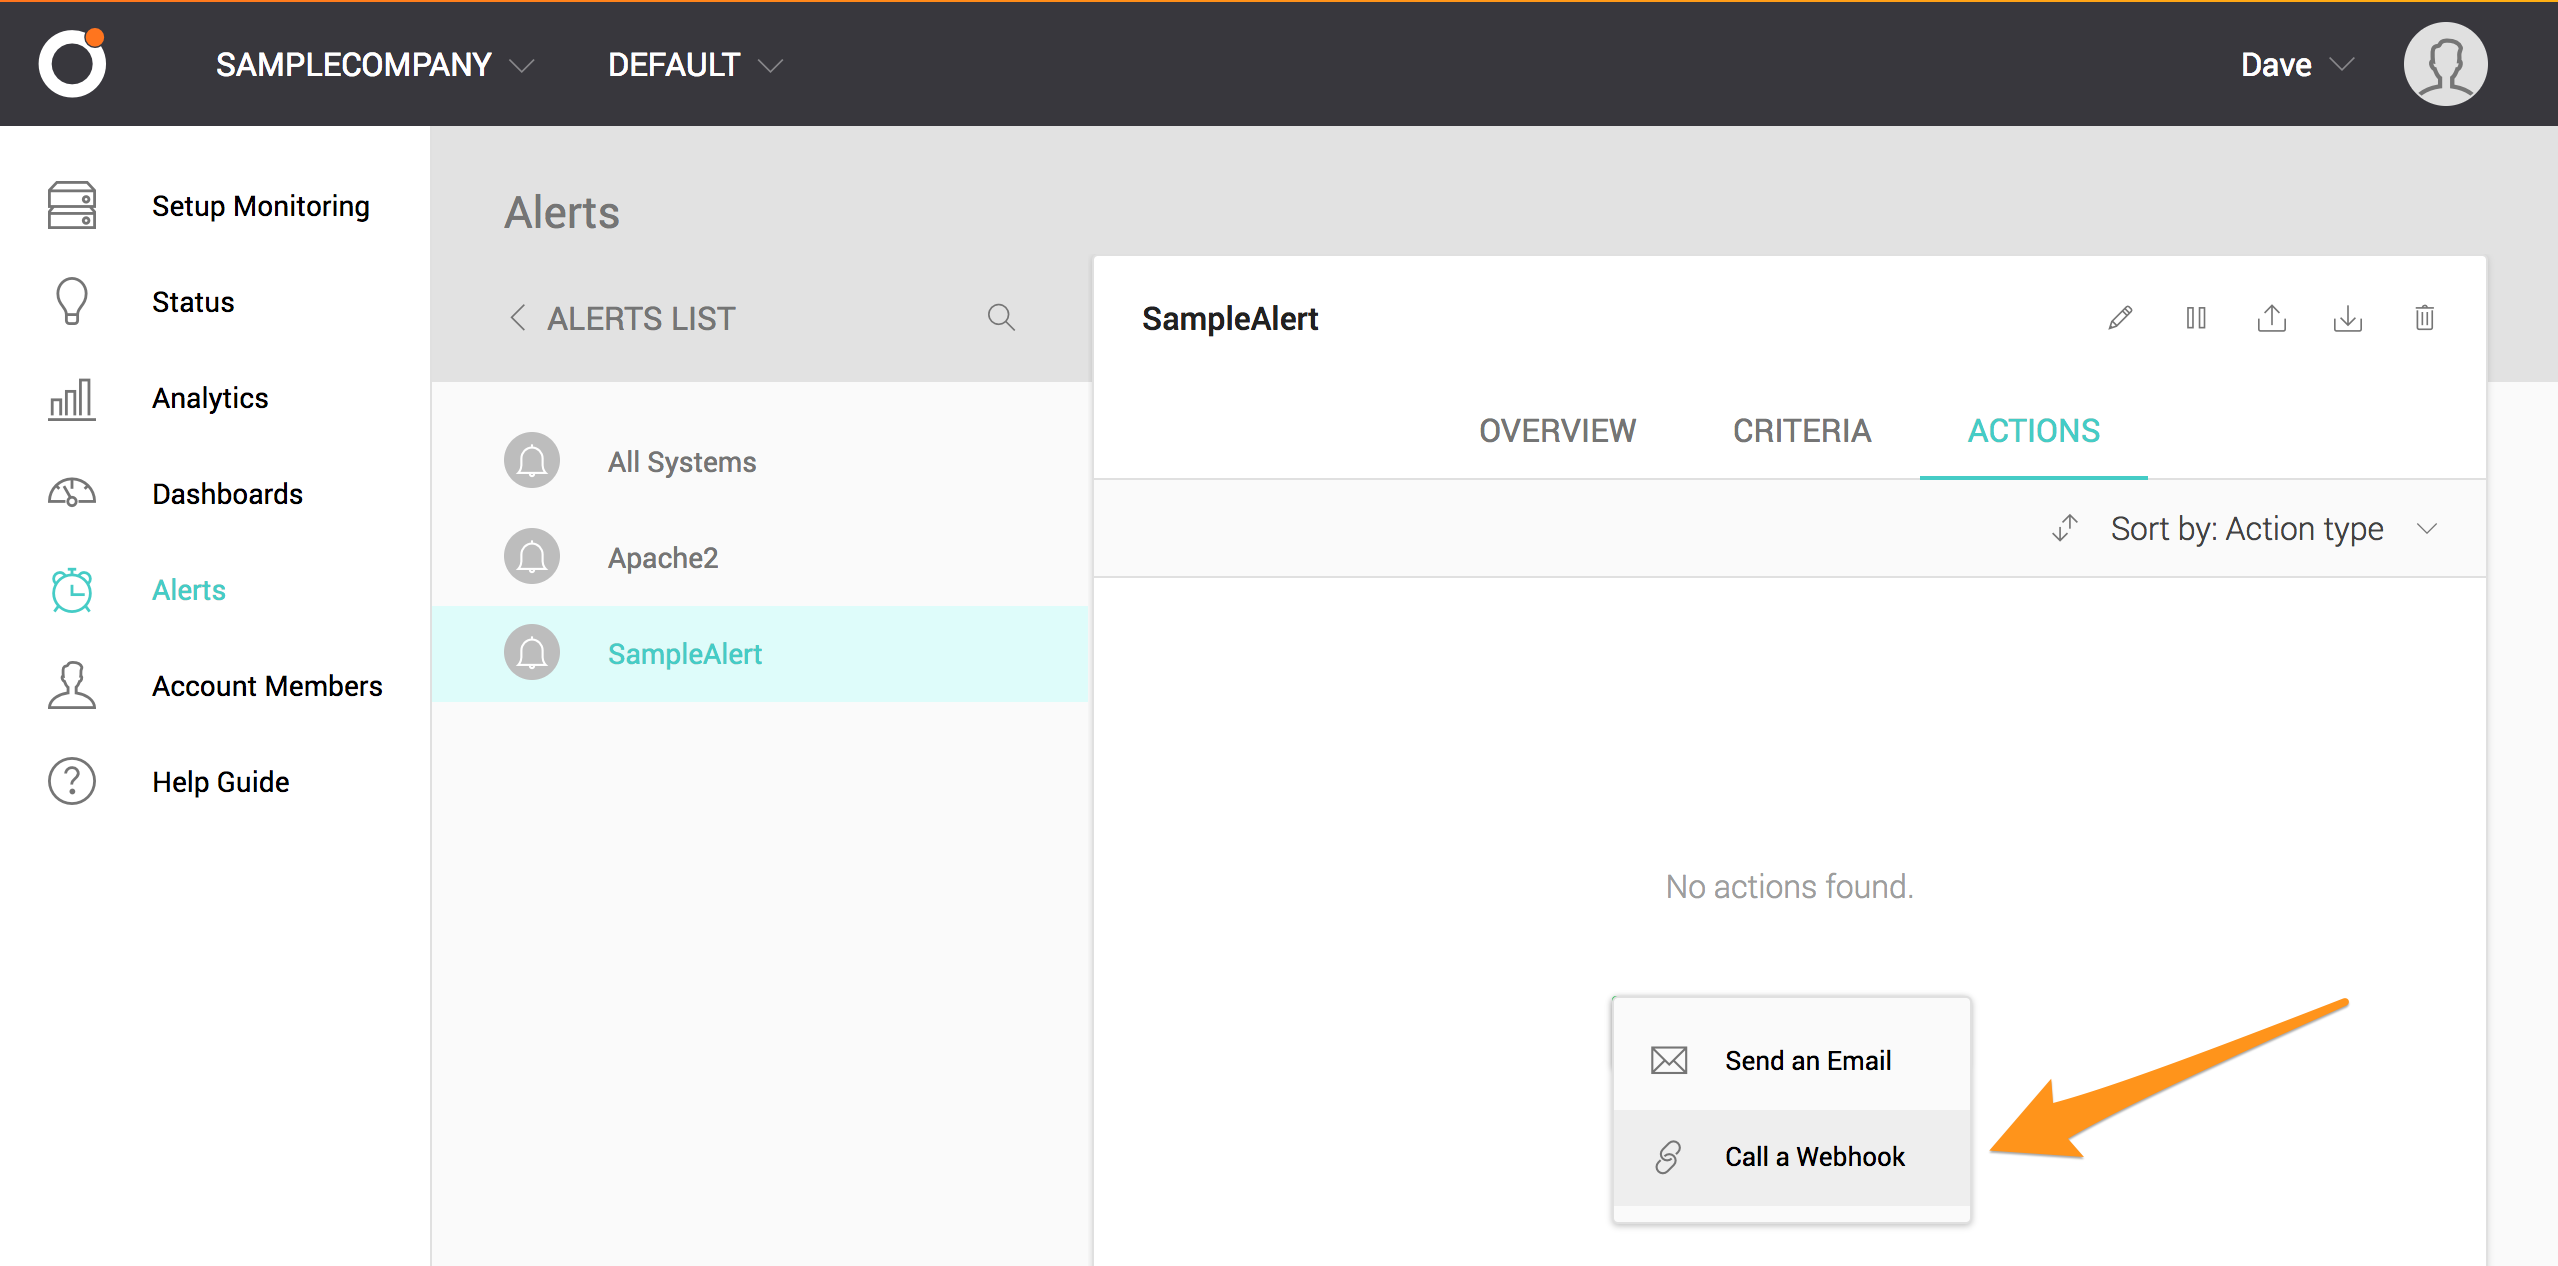 SAMPLECOMPANY
DEFAULT
Dave
Setup Monitoring
Status
Analytics
Dashboards
Alerts
Account Members
Help Guide
Alerts
ALERTS LIST
All Systems
Apache2
SampleAlert
SampleAlert
OVERVIEW
CRITERIA
ACTIONS
Sort by: Action type
No actions found.
Send an Email
Call a Webhook